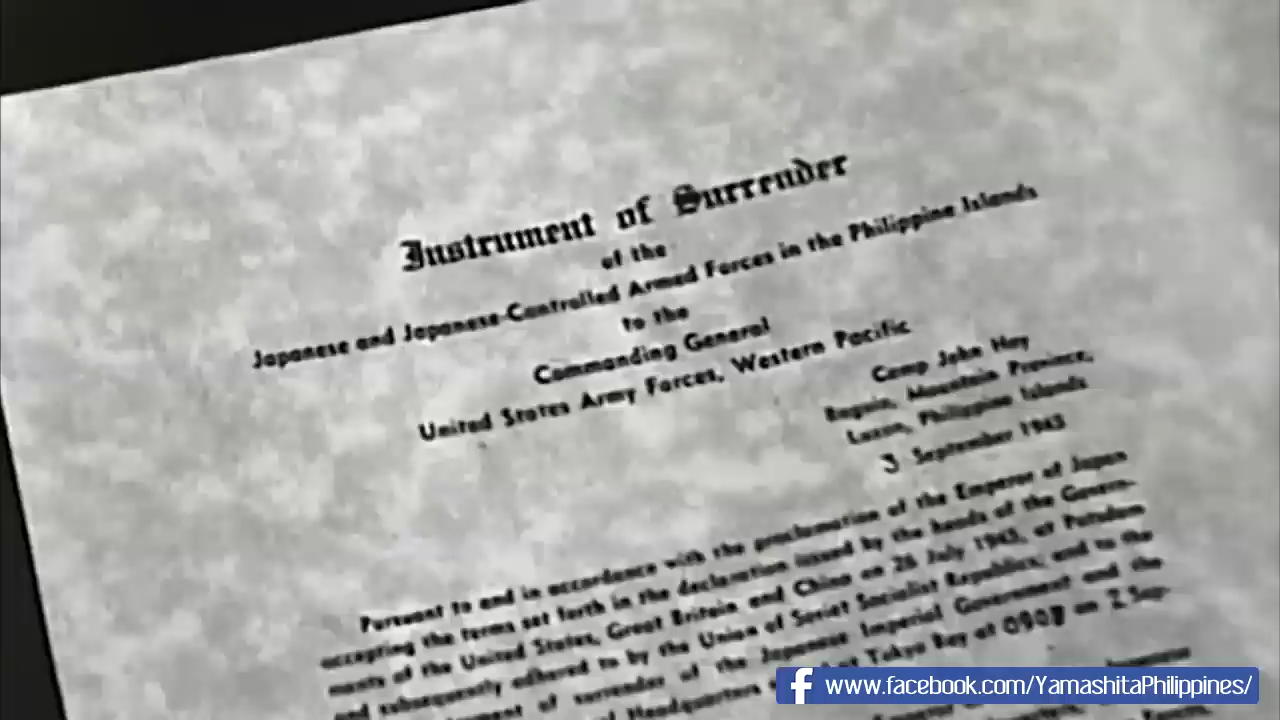 Instrument of Surrender
of the
Japanese and Japanese-Controlled Armed Forces in the Philippine Islands
to the
Commanding General
United States Army Forces, Western Pacific
Camp John Hay
Baguio, Mountain Province,
Luzon, Philippine Islands
3 September 1945
Pursuant to and in accordance with the proclamation of the Emperor of Japan
accepting the terms set forth in the declaration issued by the heads of the Govern-
ments of the United States, Great Britain and China on 26 July 1945, at Potsdam
and subsequently adhered to by the Union of Soviet Socialist Republics; and to the
of surrender of the Japanese Imperial Government and the
Headquarters at Tokyo Bay at 0908 on 2 Sep-
Emperor
www.facebook.com/YamashitaPhilippines/